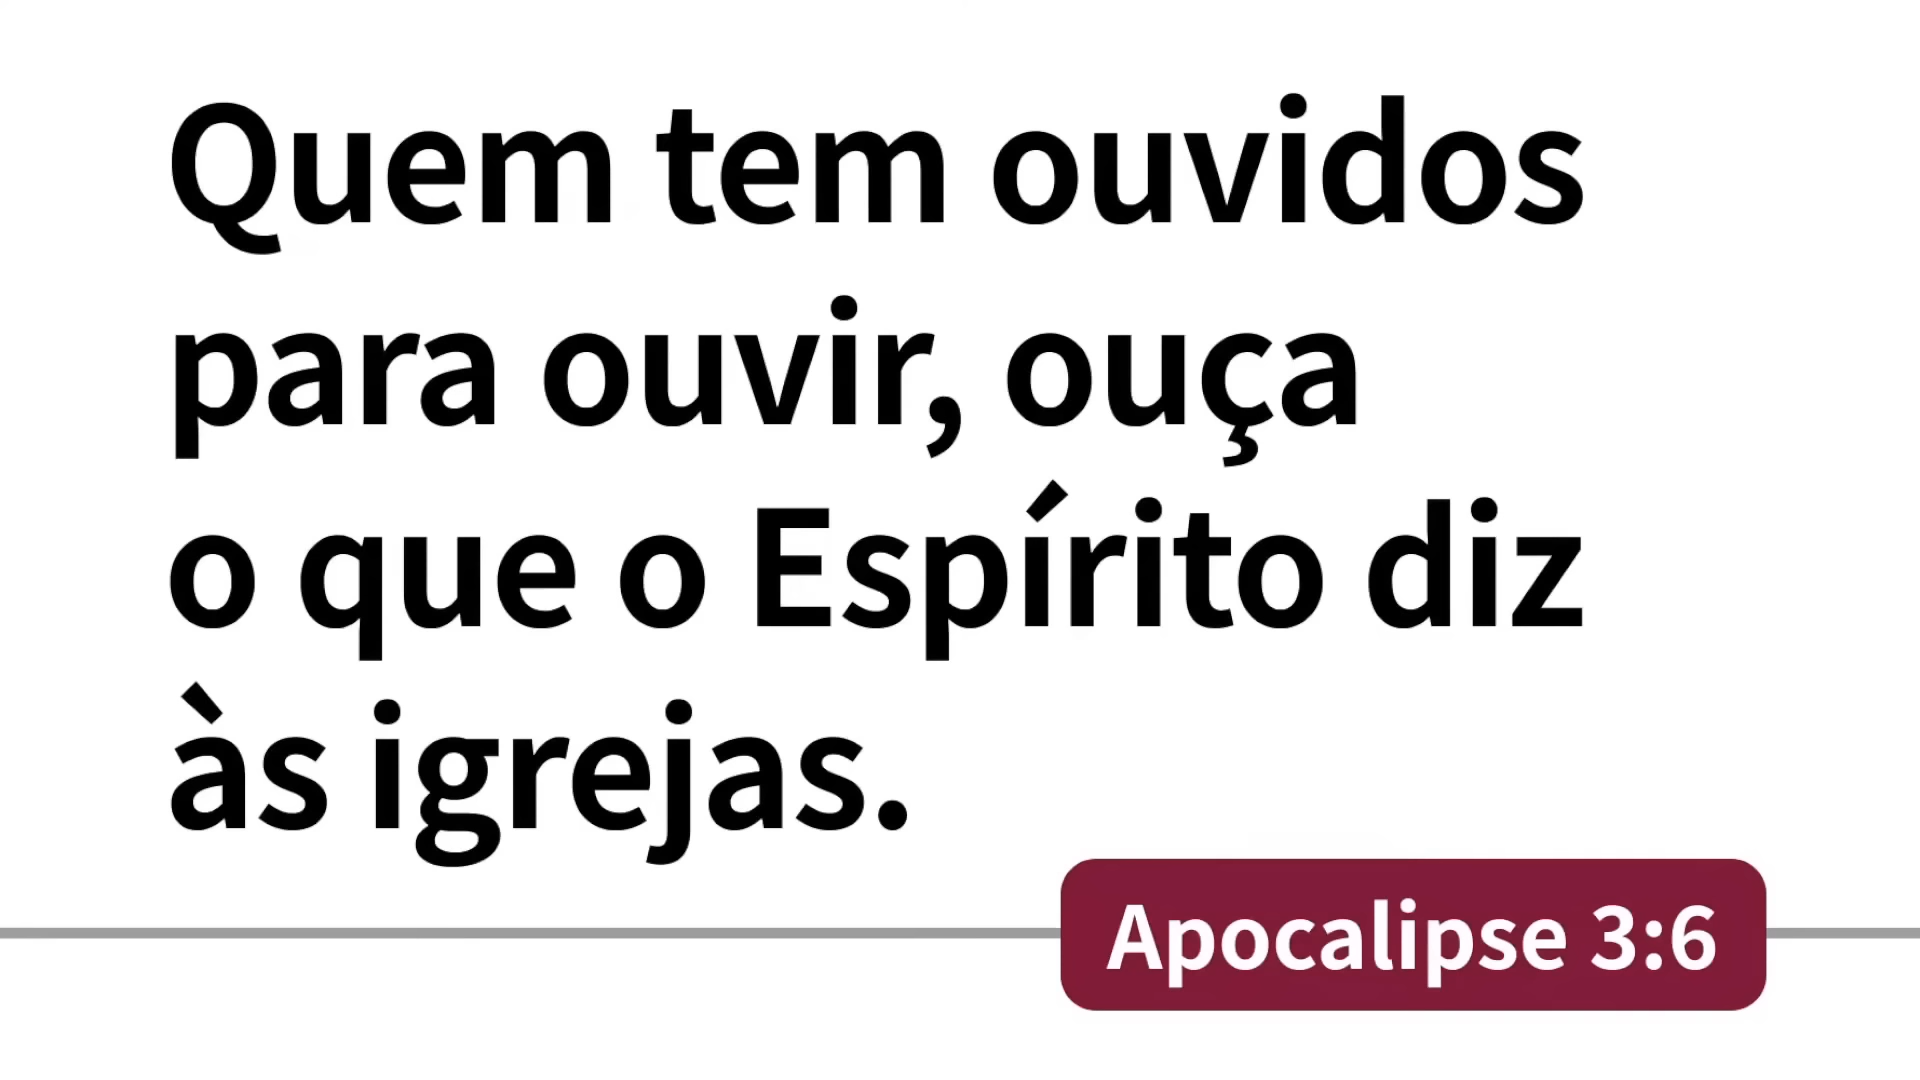 Quem tem ouvidos
para ouvir, ouça
o que o Espírito diz
às igrejas.
Apocalipse 3:6